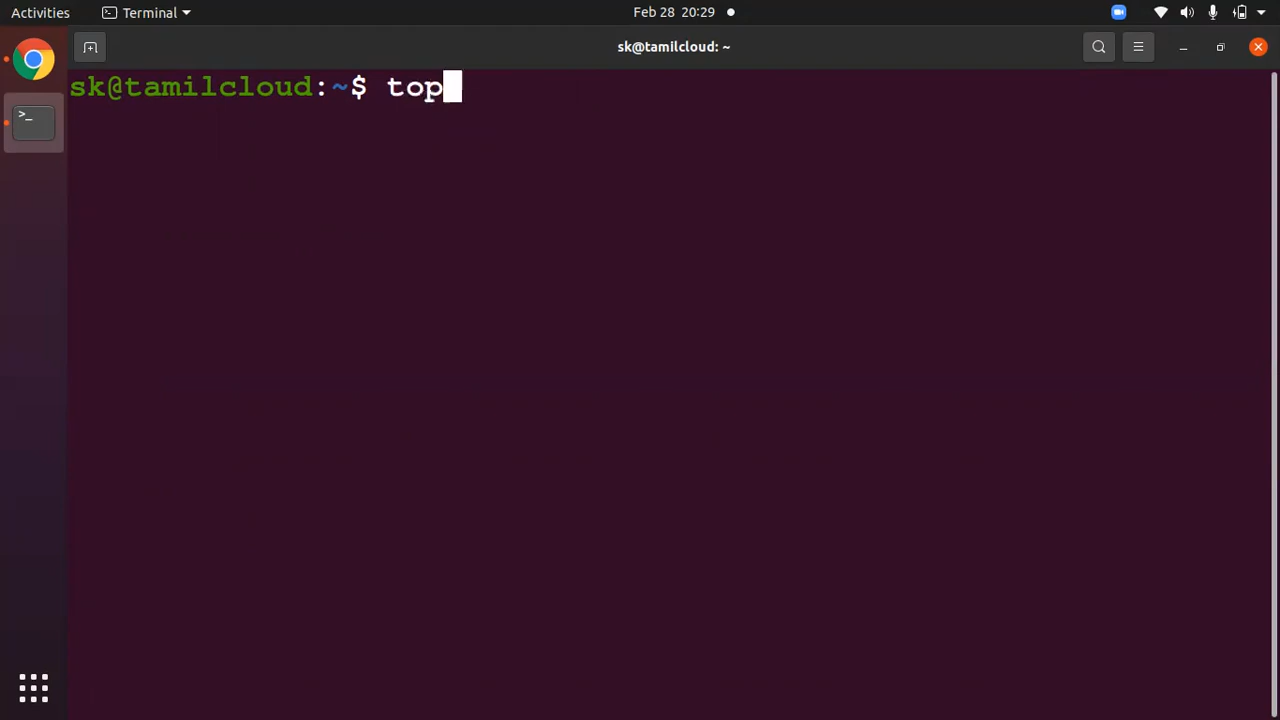 Activities
Terminal
Feb 28 20:29
sk@tamilcloud: ~
sk@tamilcloud:~$ top
>_